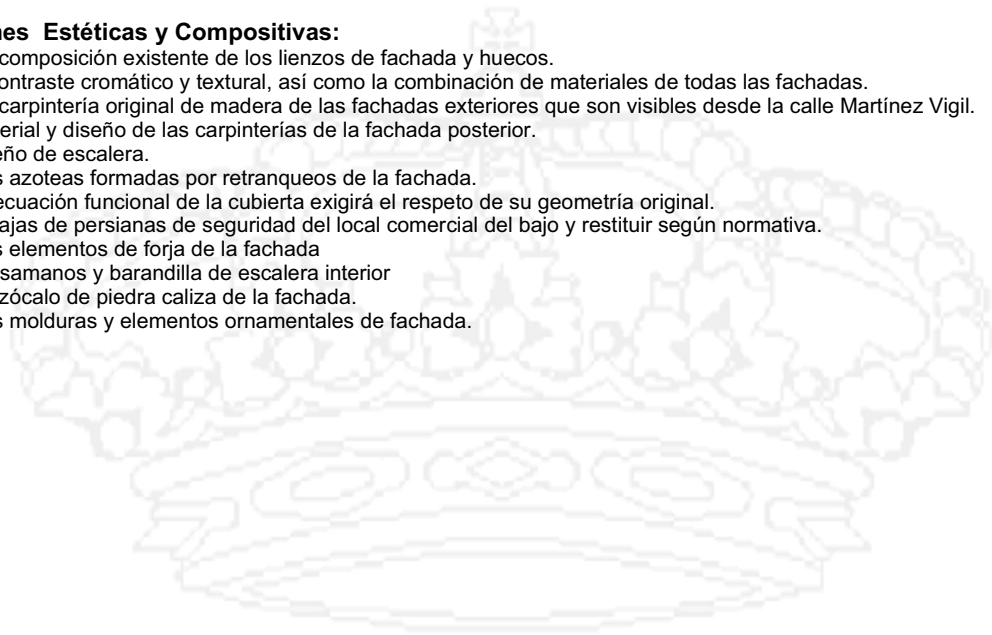 nes Estéticas y Compositivas:
composición existente de los lienzos de fachada y huecos.
ontraste cromático y textural, así como la combinación de materiales de todas las fachadas.
carpintería original de madera de las fachadas exteriores que son visibles desde la calle Martínez Vigil.
erial y diseño de las carpinterías de la fachada posterior.
eño de escalera.
s azoteas formadas por retranqueos de la fachada.
ecuación funcional de la cubierta exigirá el respeto de su geometría original.
ajas de persianas de seguridad del local comercial del bajo y restituir según normativa.
s elementos de forja de la fachada
samanos y barandilla de escalera interior
zócalo de piedra caliza de la fachada.
s molduras y elementos ornamentales de fachada.